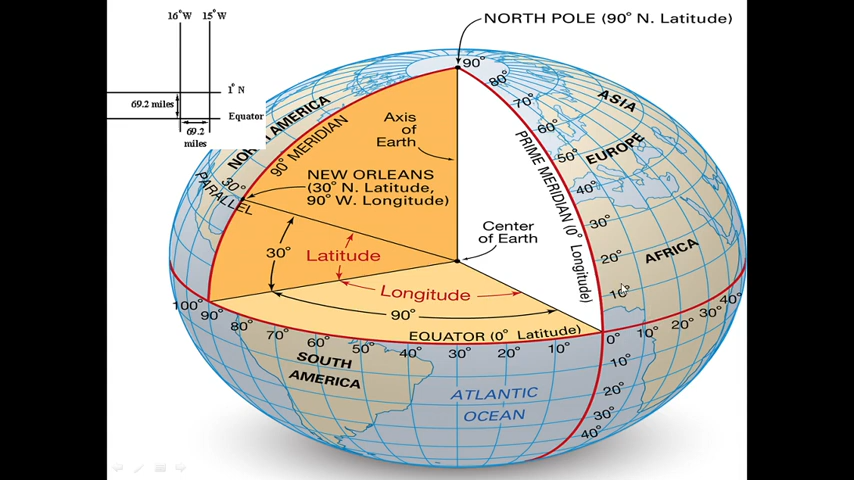 16°W 15°W
1° N
69.2 miles
Equator
69.2
miles
NORTH POLE (90° N. Latitude)
90°
80°
70°
60°
50°
40°
30°
20°
10°
ASIA
EUROPE
AFRICA
NORTH AMERICA
90° MERIDIAN
Axis
of
Earth
NEW ORLEANS
(30° N. Latitude,
90° W. Longitude)
30°
PARALLEL
PRIME MERIDIAN (0° Longitude)
Center
of Earth
30°
Latitude
Longitude
90°
EQUATOR (0° Latitude)
100° 90° 80° 70° 60° 50° 40° 30° 20° 10° 0° 10° 20° 30° 40°
10°
20°
30°
40°
SOUTH
AMERICA
ATLANTIC
OCEAN